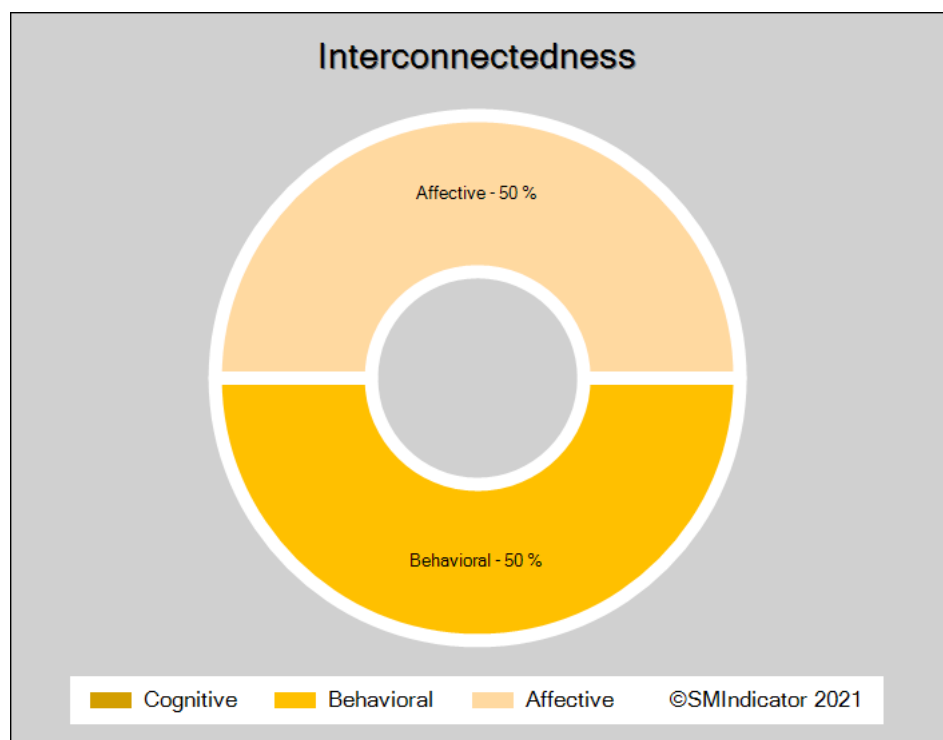 Interconnectedness
Affective - 50 %
Behavioral - 50 %
Cognitive Behavioral Affective ©SMIndicator 2021